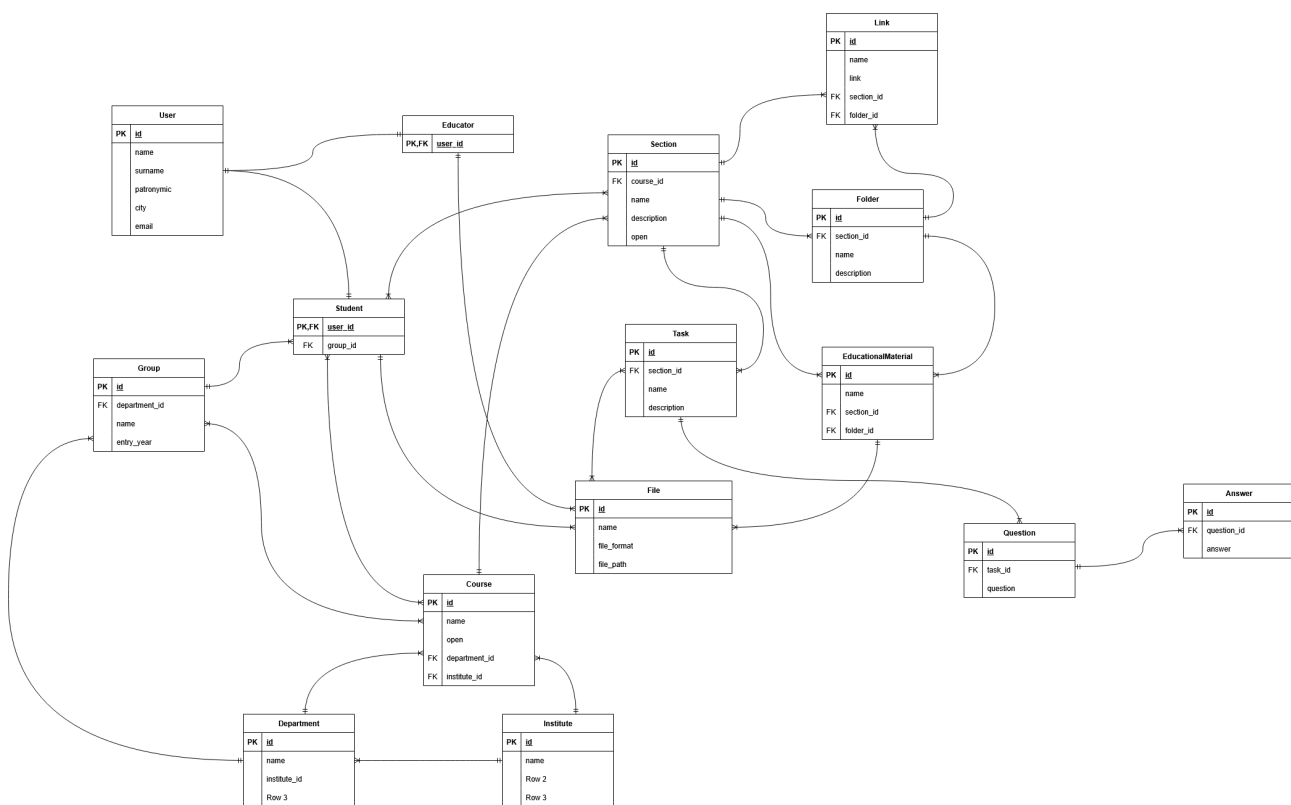 Link
PK id
name
link
FK section_id
FK folder_id
User
PK id
name
surname
patronymic
city
email
Educator
PK,FK user_id
Section
PK id
FK course_id
name
description
open
Folder
PK id
FK section_id
name
description
Student
PK,FK user_id
FK group_id
Task
PK id
FK section_id
name
description
EducationalMaterial
PK id
name
FK section_id
FK folder_id
Group
PK id
FK department_id
name
entry_year
File
PK id
name
file_format
file_path
Answer
PK id
FK question_id
answer
Question
PK id
FK task_id
question
Course
PK id
name
open
FK department_id
FK institute_id
Department
PK id
name
institute_id
Row 3
Institute
PK id
name
Row 2
Row 3